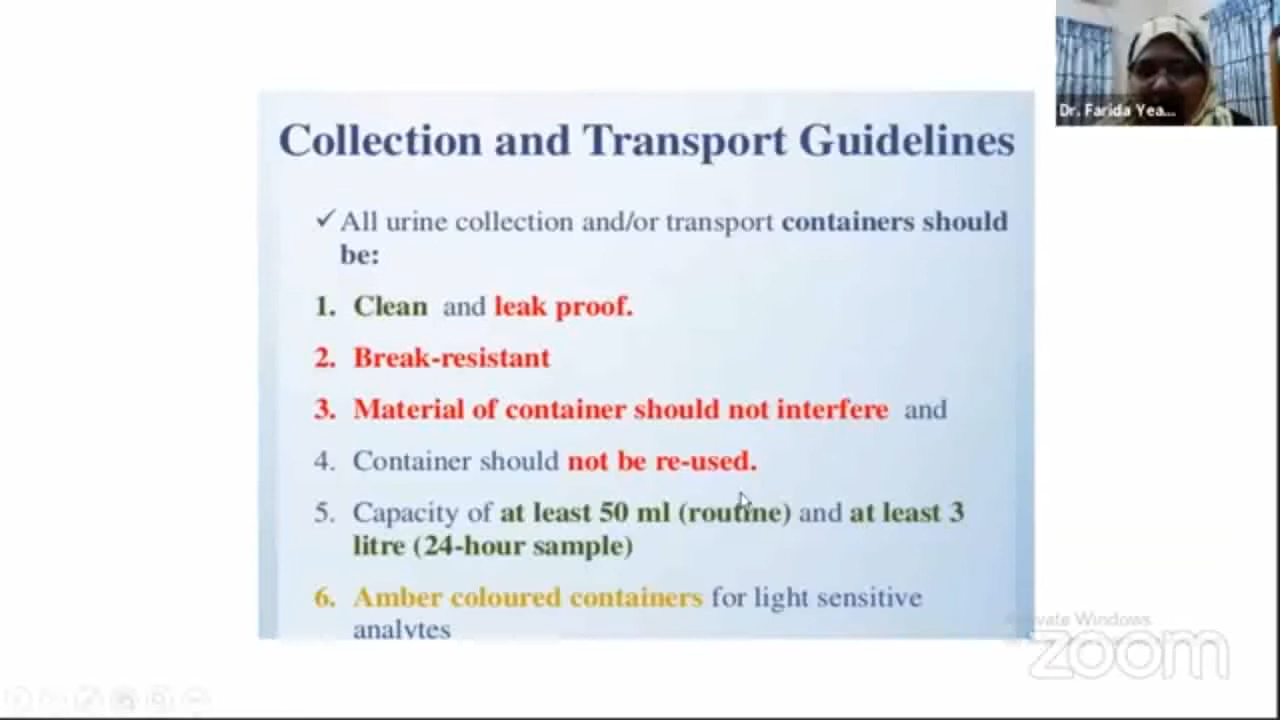 Dr. Farida Yea...
Collection and Transport Guidelines
✓ All urine collection and/or transport containers should
be:
1. Clean and leak proof.
2. Break-resistant
3. Material of container should not interfere and
4. Container should not be re-used.
5. Capacity of at least 50 ml (routine) and at least 3
litre (24-hour sample)
6. Amber coloured containers for light sensitive
analytes
Windows
zoom